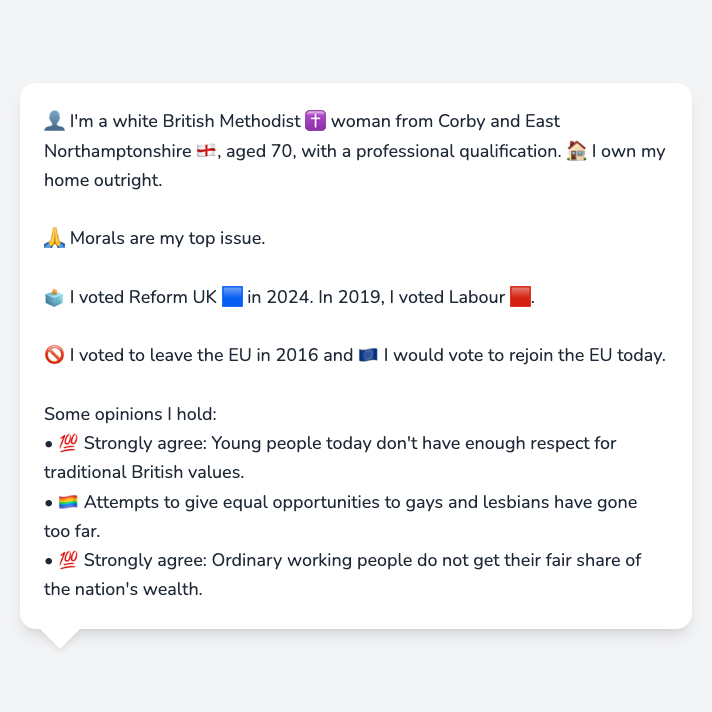 👤 I'm a white British Methodist ✝️ woman from Corby and East
Northamptonshire 🏴󠁧󠁢󠁥󠁮󠁧󠁿, aged 70, with a professional qualification. 🏠 I own my
home outright.
🙏 Morals are my top issue.
🗳️ I voted Reform UK 🟦 in 2024. In 2019, I voted Labour 🟥.
🚫 I voted to leave the EU in 2016 and 🇪🇺 I would vote to rejoin the EU today.
Some opinions I hold:
• 💯 Strongly agree: Young people today don't have enough respect for
traditional British values.
• 🏳️‍🌈 Attempts to give equal opportunities to gays and lesbians have gone
too far.
• 💯 Strongly agree: Ordinary working people do not get their fair share of
the nation's wealth.